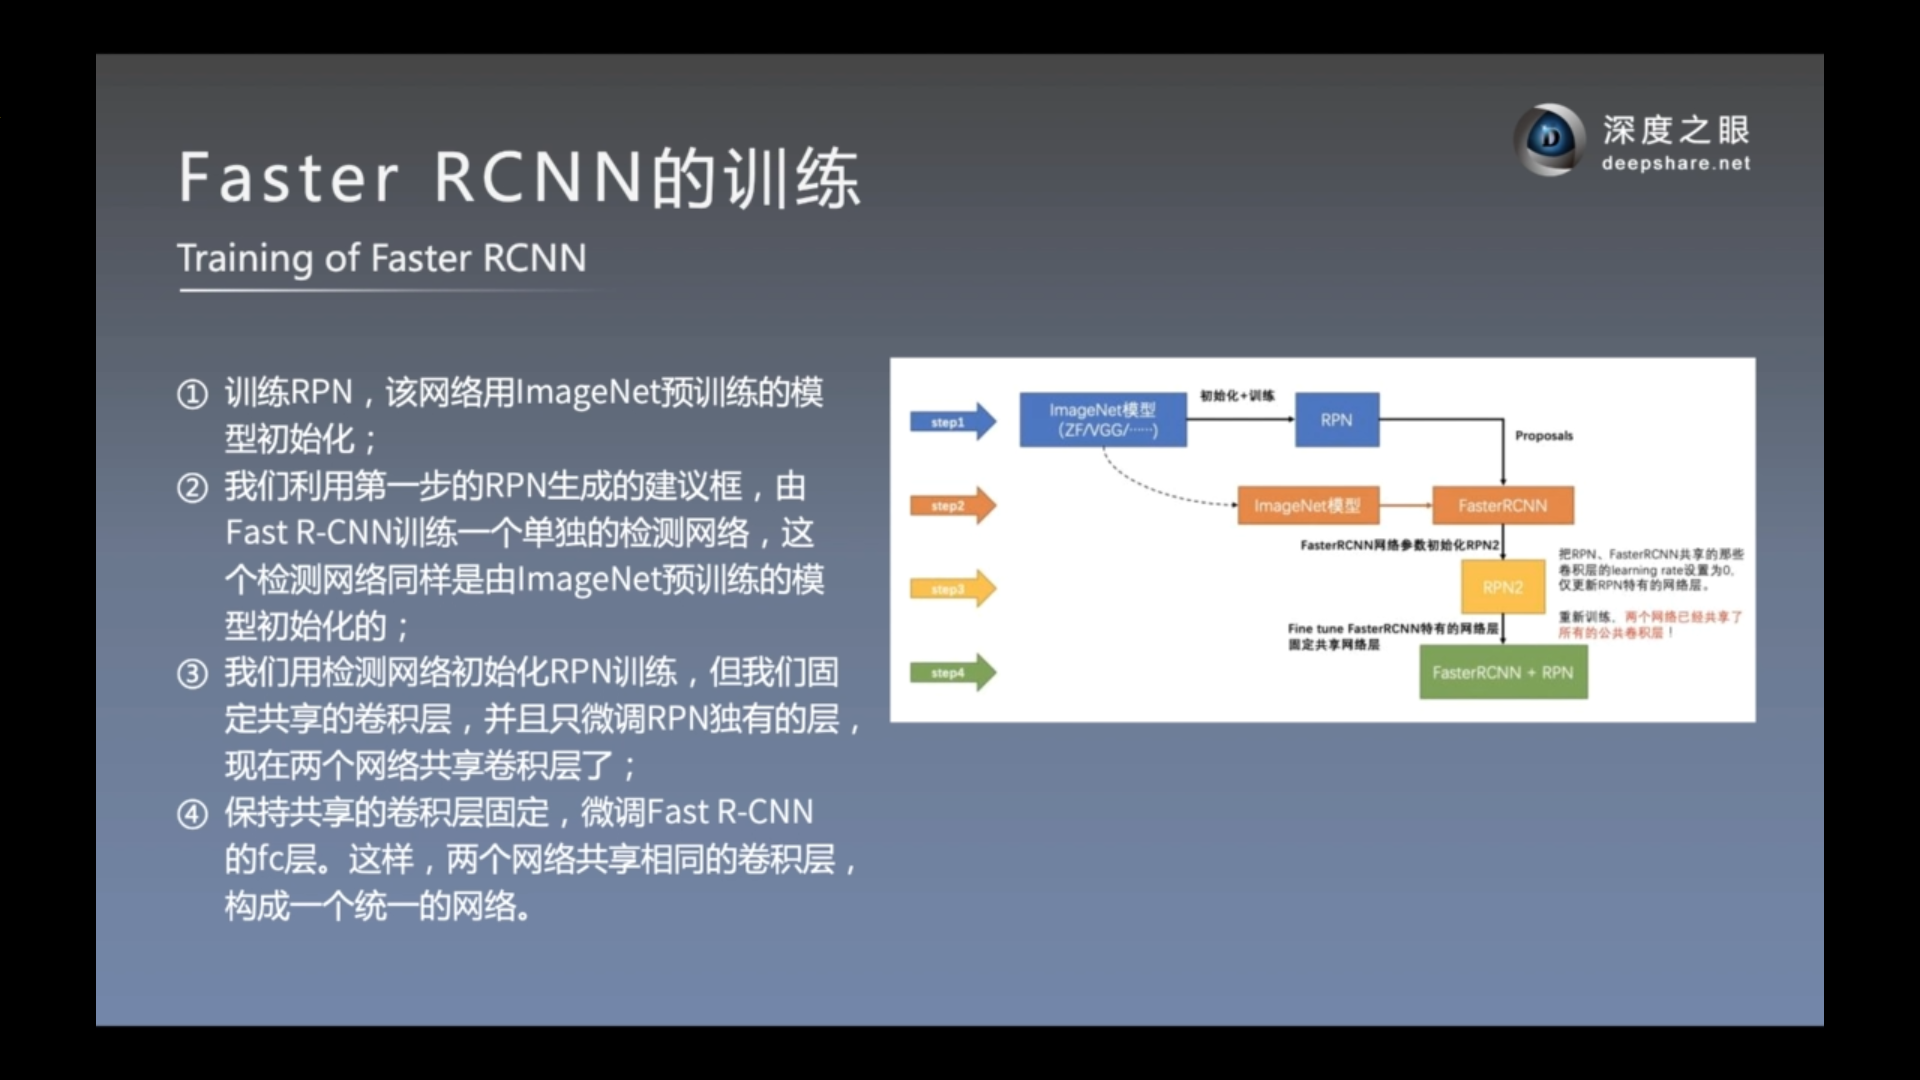 深度之眼
deepshare.net
Faster RCNN的训练
Training of Faster RCNN
① 训练RPN，该网络用ImageNet预训练的模
型初始化；
② 我们利用第一步的RPN生成的建议框，由
Fast R-CNN训练一个单独的检测网络，这
个检测网络同样是由ImageNet预训练的模
型初始化的；
③ 我们用检测网络初始化RPN训练，但我们固
定共享的卷积层，并且只微调RPN独有的层，
现在两个网络共享卷积层了；
④ 保持共享的卷积层固定，微调Fast R-CNN
的fc层。这样，两个网络共享相同的卷积层，
构成一个统一的网络。
step1
ImageNet模型
（ZF/VGG/……)
初始化+训练
RPN
Proposals
step2
ImageNet模型
FasterRCNN
FasterRCNN网络参数初始化RPN2
step3
RPN2
把RPN、FasterRCNN共享的那些
卷积层的learning rate设置为0,
仅更新RPN特有的网络层。
重新训练、两个网络已经共享了
所有的公共卷积层！
Fine tune FasterRCNN特有的网络层
固定共享网络层
step4
FasterRCNN + RPN